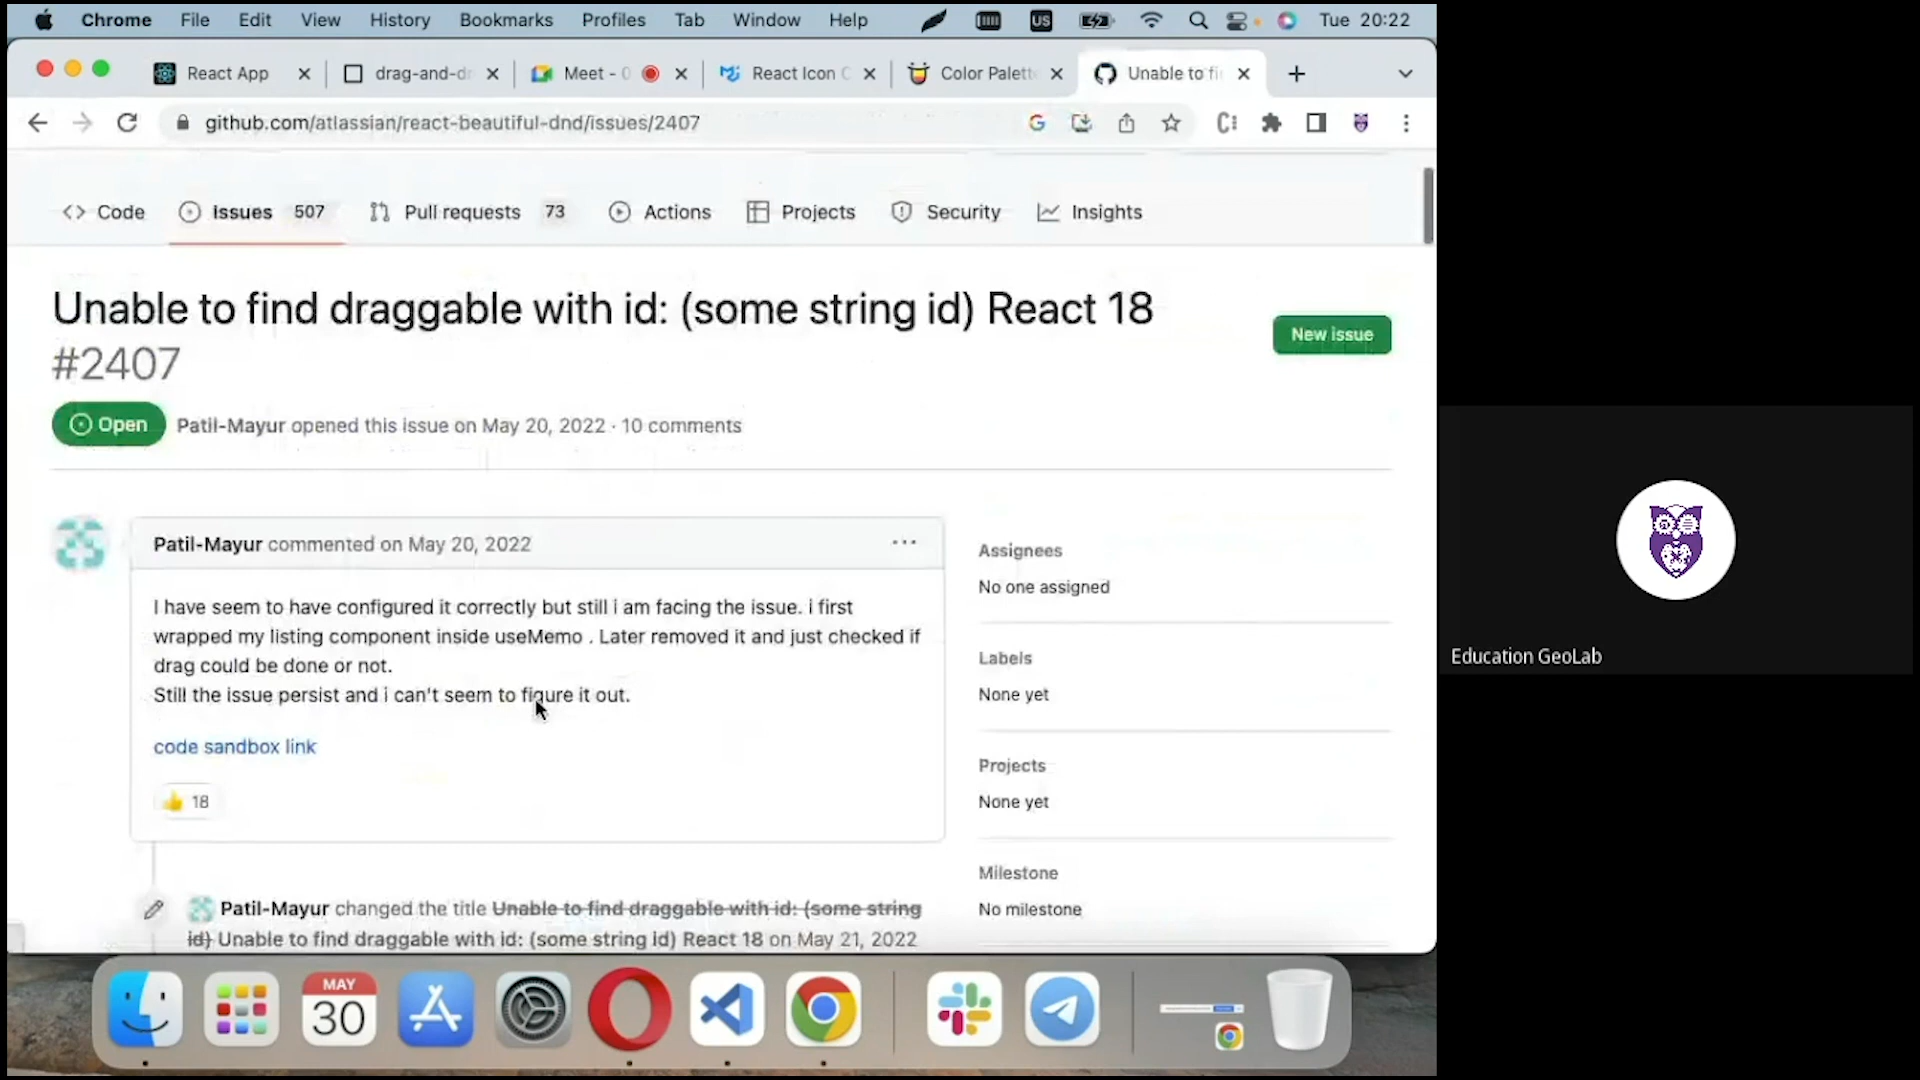 Chrome File Edit View History Bookmarks Profiles Tab Window Help US Tue 20:22
React App drag-and-d Meet - React Icon Color Palett Unable to fi
github.com/atlassian/react-beautiful-dnd/issues/2407
Code Issues 507 Pull requests 73 Actions Projects Security Insights
Unable to find draggable with id: (some string id) React 18
#2407
New issue
Open Patil-Mayur opened this issue on May 20, 2022 · 10 comments
Patil-Mayur commented on May 20, 2022
I have seem to have configured it correctly but still i am facing the issue. i first
wrapped my listing component inside useMemo . Later removed it and just checked if
drag could be done or not.
Still the issue persist and i can't seem to figure it out.
code sandbox link
18
Patil-Mayur changed the title Unable to find draggable with id: (some string
id) Unable to find draggable with id: (some string id) React 18 on May 21, 2022
Assignees
No one assigned
Labels
None yet
Projects
None yet
Milestone
No milestone
MAY
30
Education GeoLab